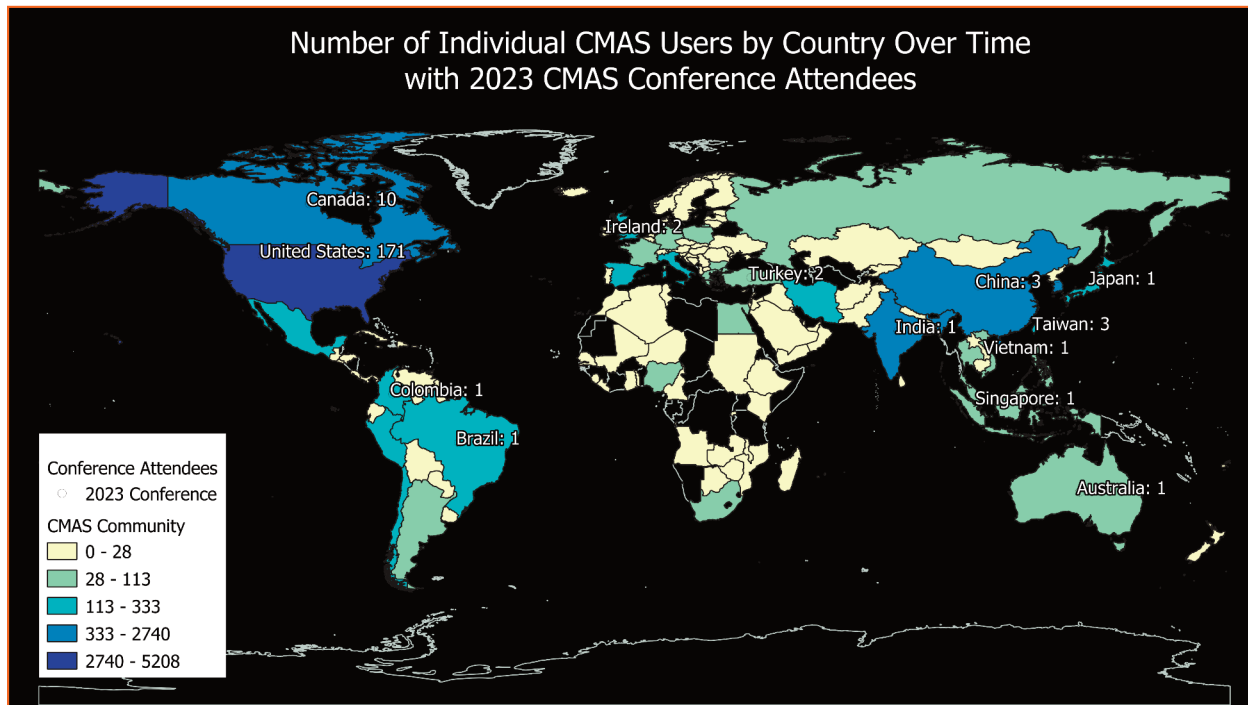 Number of Individual CMAS Users by Country Over Time
with 2023 CMAS Conference Attendees
Canada: 10
United States: 171
Ireland: 2
Turkey: 2
China: 3
Japan: 1
India: 1
Taiwan: 3
Vietnam: 1
Colombia: 1
Singapore: 1
Brazil: 1
Australia: 1
Conference Attendees
2023 Conference
CMAS Community
0 - 28
28 - 113
113 - 333
333 - 2740
2740 - 5208